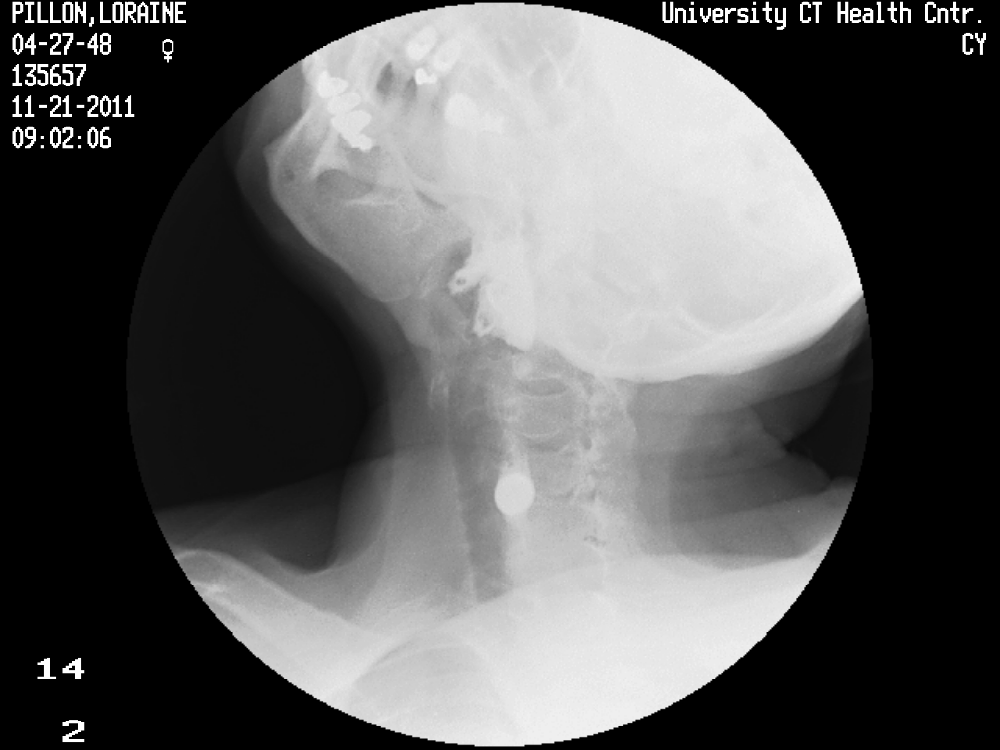 PILLON,LORAINE
04-27-48 ♀
135657
11-21-2011
09:02:06
University CT Health Cntr.
CY
14
2